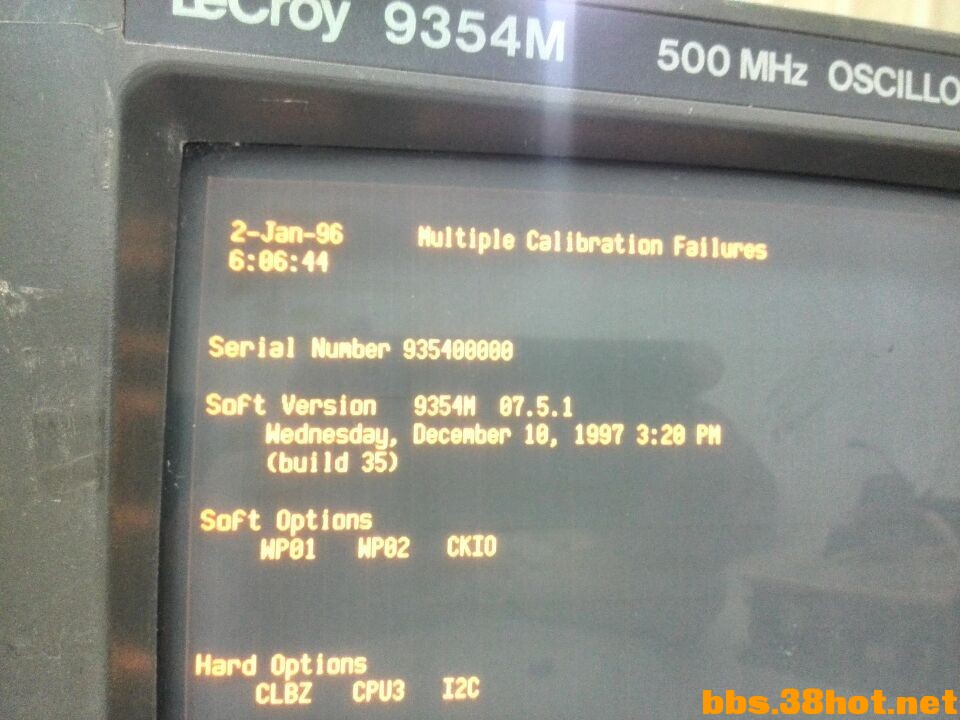 LeCroy 9354M 500 MHz OSCILLO
2-Jan-96 Multiple Calibration Failures
6:06:44
Serial Number 935400000
Soft Version 9354M 07.5.1
Wednesday, December 10, 1997 3:20 PM
(build 35)
Soft Options
WP01 WP02 CKIO
Hard Options
CLBZ CPU3 I2C
bbs.38hot.net